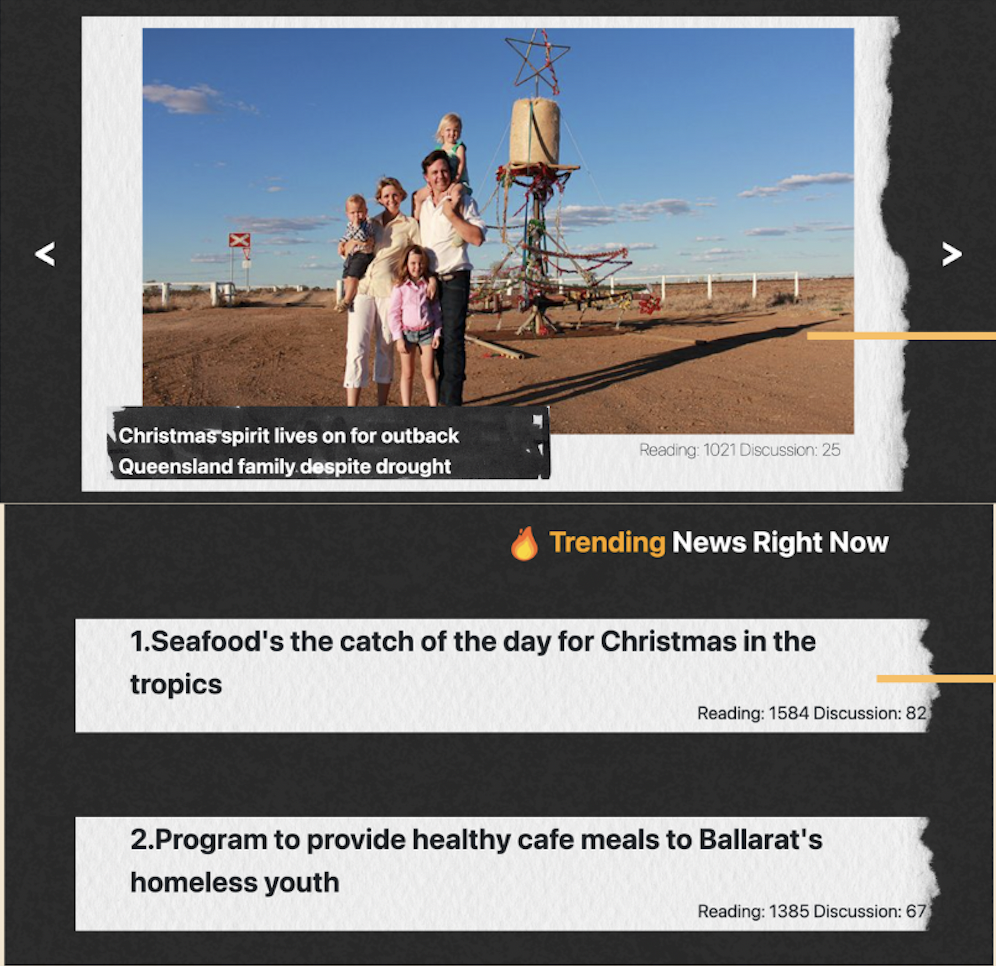 <
>
Christmas spirit lives on for outback
Queensland family despite drought
Reading: 1021 Discussion: 25
🔥 Trending News Right Now
1.Seafood's the catch of the day for Christmas in the
tropics
Reading: 1584 Discussion: 82
2.Program to provide healthy cafe meals to Ballarat's
homeless youth
Reading: 1385 Discussion: 67